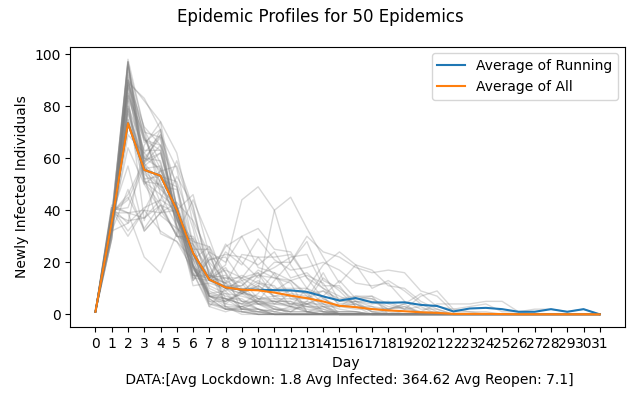 Epidemic Profiles for 50 Epidemics
100
80
60
40
20
0
Newly Infected Individuals
Average of Running
Average of All
0 1 2 3 4 5 6 7 8 9 10 11 12 13 14 15 16 17 18 19 20 21 22 23 24 25 26 27 28 29 30 31
Day
DATA:[Avg Lockdown: 1.8 Avg Infected: 364.62 Avg Reopen: 7.1]